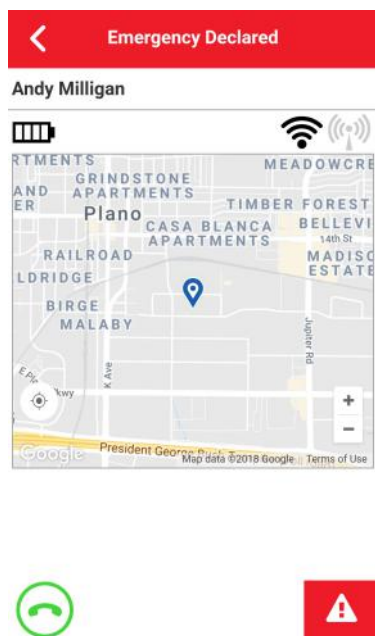 Emergency Declared
Andy Milligan
RTMENTS
MEADOWCRE
GRINDSTONE
APARTMENTS
AND
ER
TIMBER FOREST
Plano
CASA BLANCA
APARTMENTS
BELLEVI
14th St
RAILROAD
MADISO
ESTATE
LDRIDGE
BIRGE
MALABY
Jupiter Rd
K Ave
kwy
Google
President George
Map data ©2018 Google
Terms of Use